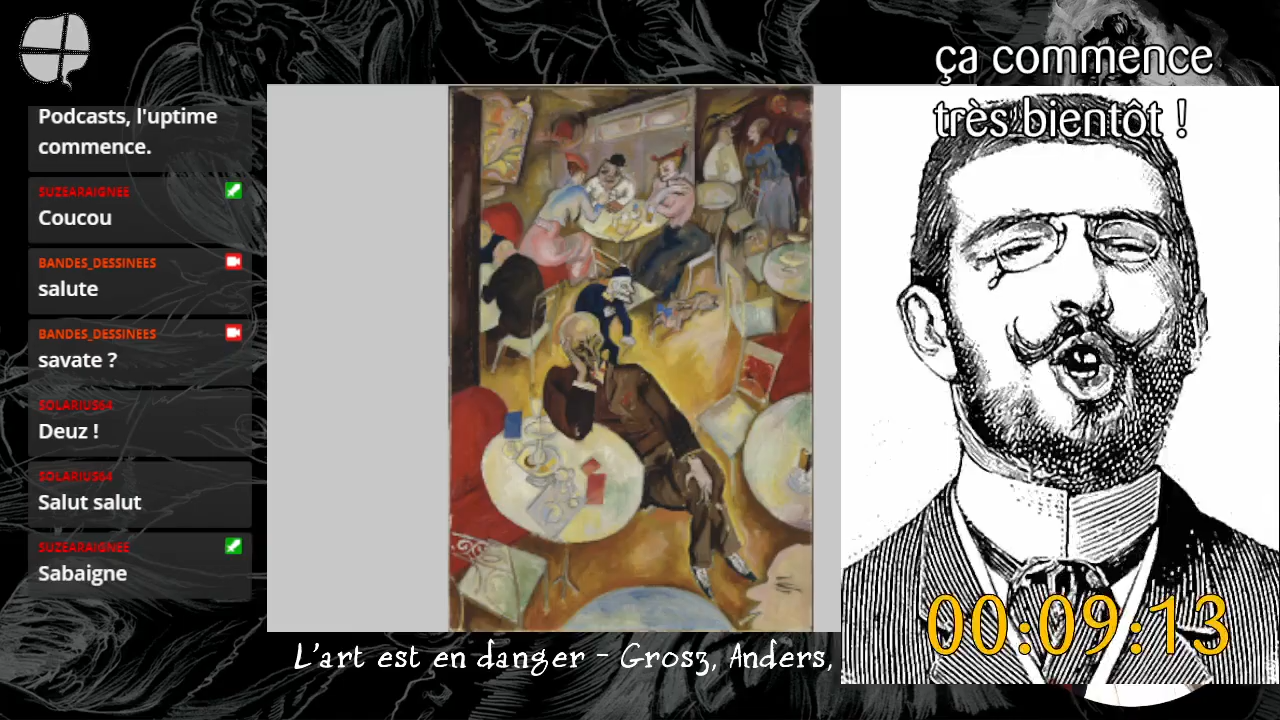 ça commence
très bientôt !
Podcasts, l'uptime
commence.
SUZEARAIGNEE
Coucou
BANDES_DESSINEES
salute
BANDES_DESSINEES
savate ?
SOLARIUS64
Deuz !
SOLARIUS64
Salut salut
SUZEARAIGNEE
Sabaigne
00:09:13
L'art est en danger - Grosz, Anders,